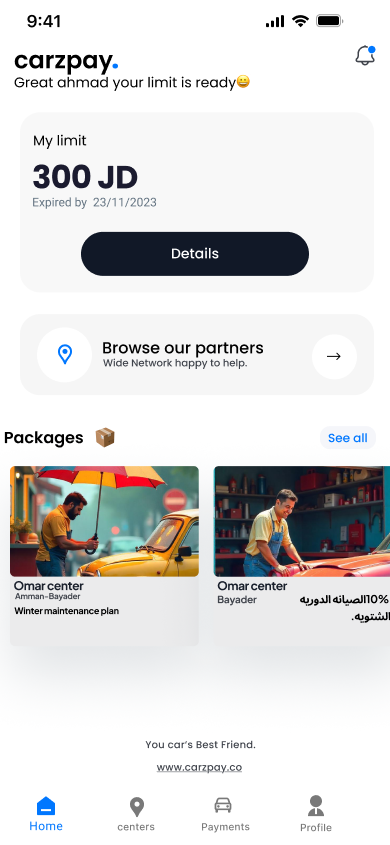 9:41
carzpay.
Great ahmad your limit is ready😄
My limit
300 JD
Expired by 23/11/2023
Details
Browse our partners
Wide Network happy to help.
→
Packages 📦
See all
Omar center
Amman-Bayader
Winter maintenance plan
Omar center
Bayader
10%الصيانه الدوريه
الشتويه.
You car's Best Friend.
www.carzpay.co
Home
centers
Payments
Profile